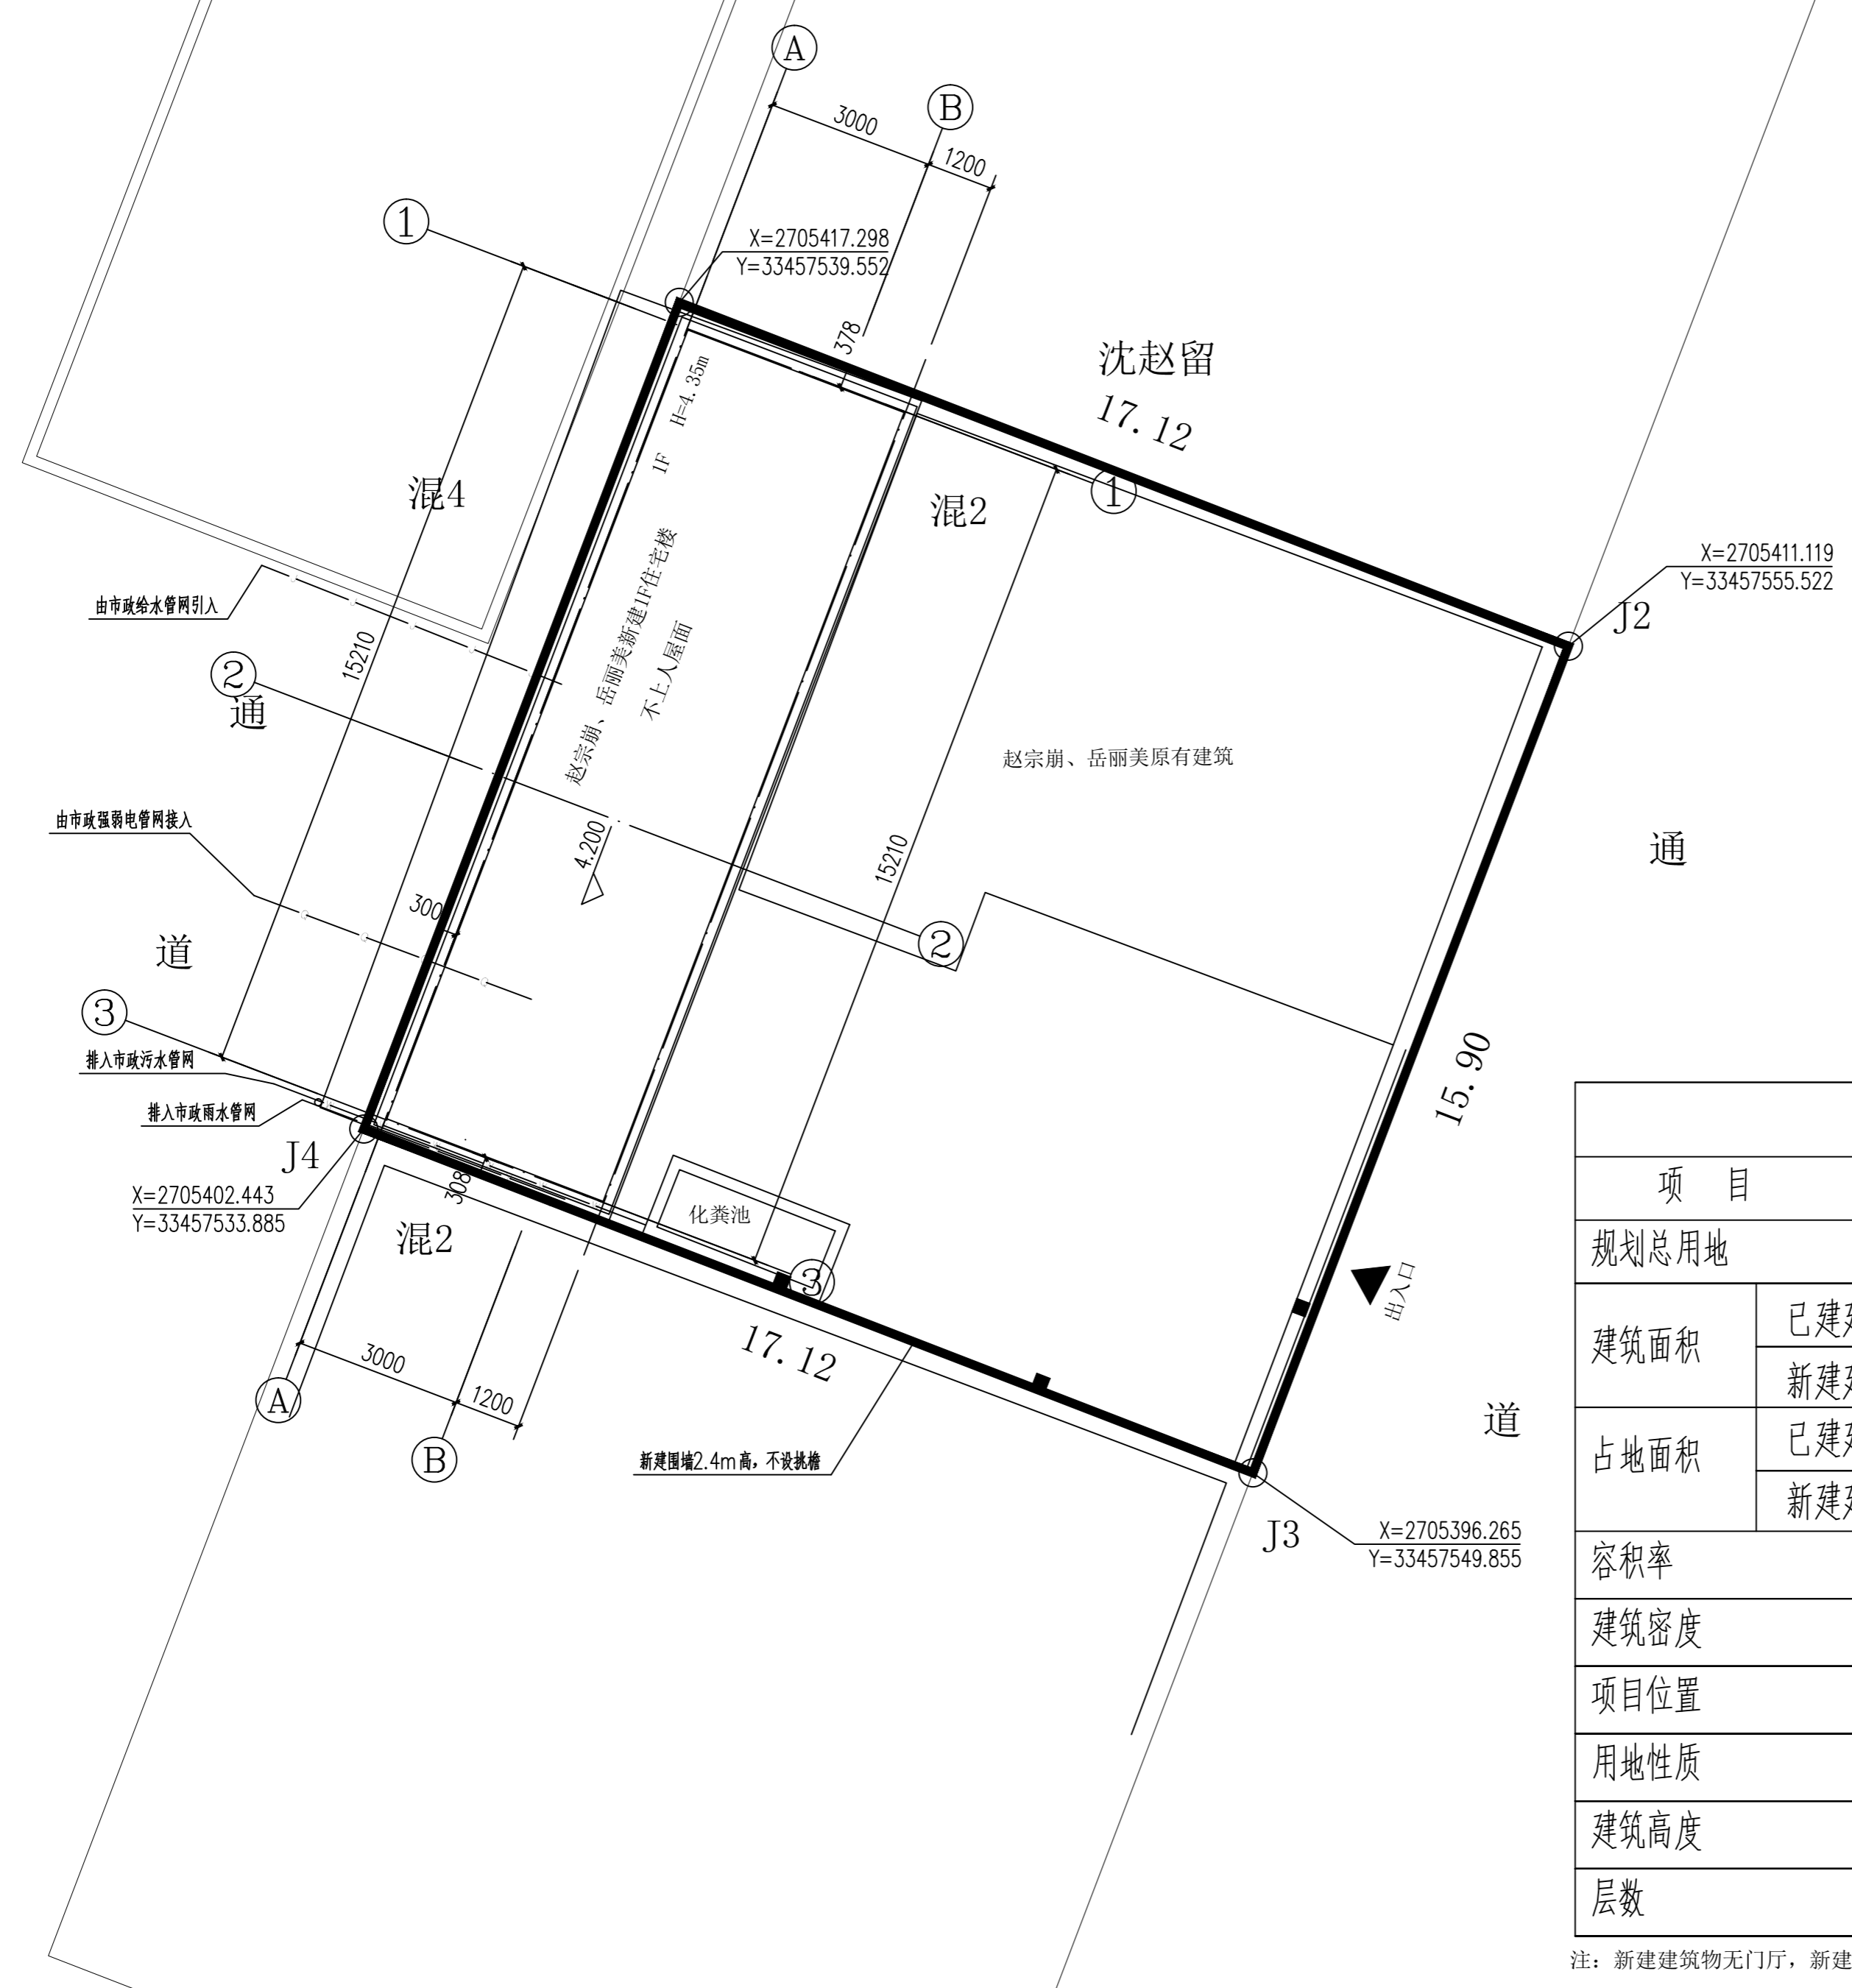 A
3000
B
1200
1
X=2705417.298
Y=33457539.552
378
沈赵留
17.12
H=4.35m
1F
混4
混2
1
X=2705411.119
Y=33457555.522
J2
由市政给水管网引入
15210
2
通
赵宗崩、岳丽美新建1F住宅楼
不上人屋面
赵宗崩、岳丽美原有建筑
由市政强弱电管网接入
4.200
15210
通
300
道
2
3
排入市政污水管网
排入市政雨水管网
15.90
J4
X=2705402.443
Y=33457533.885
308
混2
化粪池
3
出入口
17.12
3000
1200
A
B
道
新建围墙2.4m高，不设挑檐
J3
X=2705396.265
Y=33457549.855
项 目
规划总用地
建筑面积
已建
新建
占地面积
已建
新建
容积率
建筑密度
项目位置
用地性质
建筑高度
层数
注：新建建筑物无门厅，新建